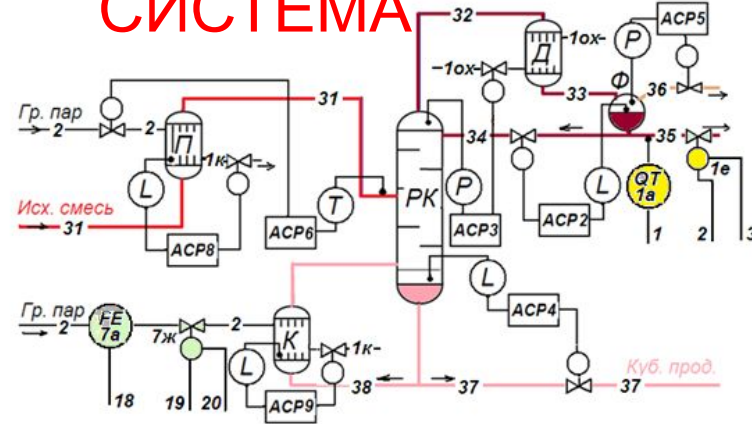 СИСТЕМА
32
АСР5
Р
Д
1ох
1ох
Ф
36
33
31
Гр. пар
2
2
П
34
35
1к
РК
L
Р
L
QT
1а
1е
Исх. смесь
31
Т
АСР6
АСР3
АСР2
АСР8
1
2
3
L
АСР4
Гр. пар
2
FE
7а
7ж
2
К
1к
L
Куб. прод.
38
37
37
18
19
20
АСР9